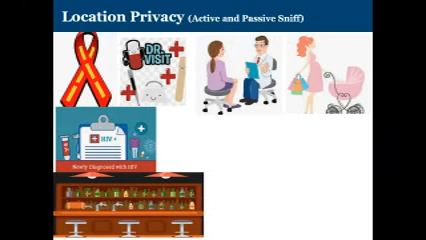 Location Privacy (Active and Passive Sniff)
DR.
VISIT
HIV +
Newly Diagnosed with HIV